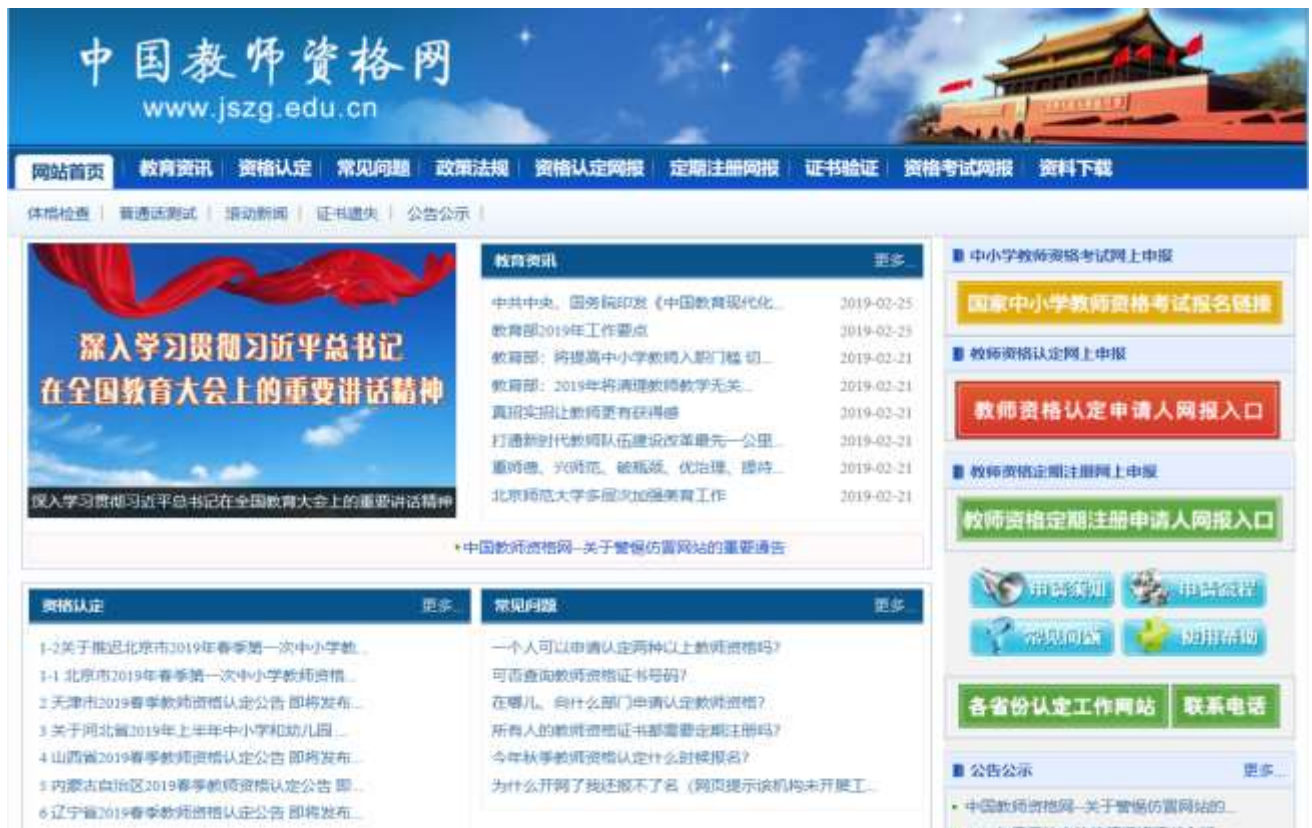 中国教师资格网
www.jszg.edu.cn
网站首页 教育资讯 资格认定 常见问题 政策法规 资格认定网报 定期注册网报 证书验证 资格考试网报 资料下载
体格检查 普通话测试 滚动新闻 证书遗失 公告公示
深入学习贯彻习近平总书记
在全国教育大会上的重要讲话精神
深入学习贯彻习近平总书记在全国教育大会上的重要讲话精神
教育资讯 更多...
中共中央、国务院印发《中国教育现代化... 2019-02-25
教育部2019年工作要点 2019-02-25
教育部：将提高中小学教师入职门槛 切... 2019-02-21
教育部：2019年将清理教师教学无关... 2019-02-21
真招实招让教师更有获得感 2019-02-21
打通新时代教师队伍建设改革最先一公里... 2019-02-21
重师德、兴师范、破瓶颈、优治理、提待... 2019-02-21
北京师范大学多层次加强美育工作 2019-02-21
中国教师资格网--关于警惕仿冒网站的重要通告
资格认定 更多...
1-2关于推迟北京市2019年春季第一次中小学教...
1-1 北京市2019年春季第一次中小学教师资格...
2 天津市2019春季教师资格认定公告 即将发布...
3 关于河北省2019年上半年中小学和幼儿园...
4 山西省2019春季教师资格认定公告 即将发布...
5 内蒙古自治区2019春季教师资格认定公告 即...
6 辽宁省2019春季教师资格认定公告 即将发布...
常见问题 更多...
一个人可以申请认定两种以上教师资格吗？
可否查询教师资格证书号码？
在哪儿、向什么部门申请认定教师资格？
所有人的教师资格证书都需要定期注册吗？
今年秋季教师资格认定什么时候报名？
为什么开网了我还报不了名（网页提示该机构未开展工...
中小学教师资格考试网上申报
国家中小学教师资格考试报名链接
教师资格认定网上申报
教师资格认定申请人网报入口
教师资格定期注册网上申报
教师资格定期注册申请人网报入口
申请须知 申请流程
常见问题 使用帮助
各省份认定工作网站 联系电话
公告公示 更多...
中国教师资格网--关于警惕仿冒网站的...